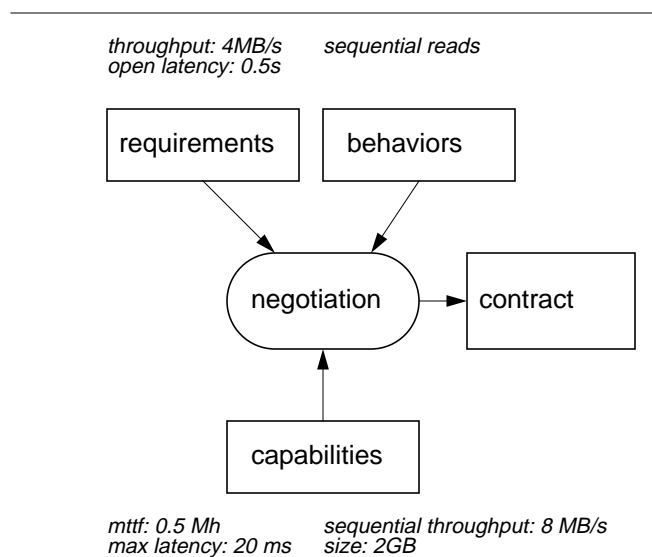 throughput: 4MB/s sequential reads
open latency: 0.5s
requirements behaviors
negotiation contract
capabilities
mttf: 0.5 Mh sequential throughput: 8 MB/s
max latency: 20 ms size: 2GB